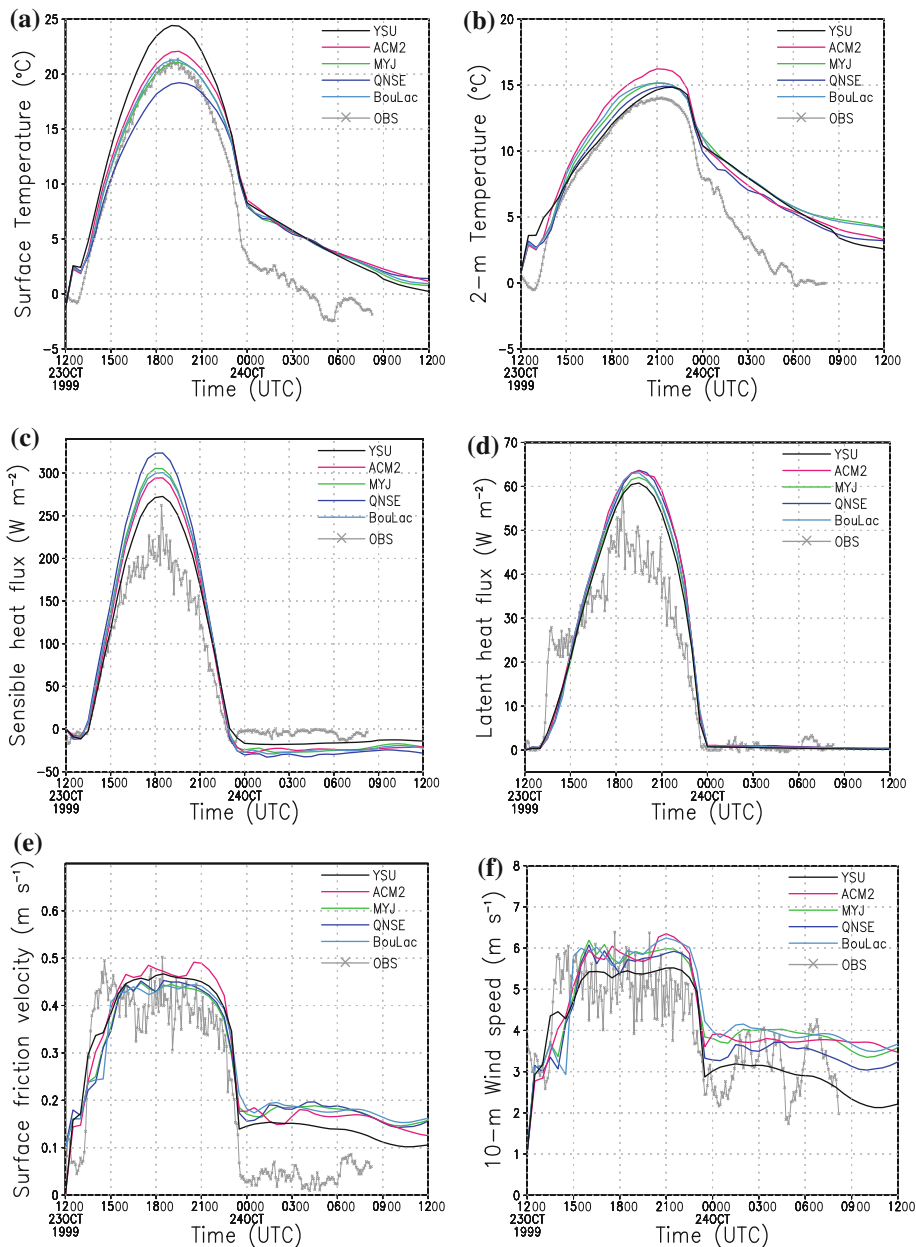 (a)
Surface Temperature (°C)
25
20
15
10
5
0
−5
YSU
ACM2
MYJ
QNSE
BouLac
OBS
1200
1500
1800
2100
0000
0300
0600
0900
1200
23OCT
1999
24OCT
Time (UTC)
(b)
2−m Temperature (°C)
20
15
10
5
0
−5
YSU
ACM2
MYJ
QNSE
BouLac
OBS
1200
1500
1800
2100
0000
0300
0600
0900
1200
23OCT
1999
24OCT
Time (UTC)
(c)
Sensible heat flux (W m⁻²)
300
250
200
150
100
50
0
−50
YSU
ACM2
MYJ
QNSE
BouLac
OBS
1200
1500
1800
2100
0000
0300
0600
0900
1200
23OCT
1999
24OCT
Time (UTC)
(d)
Latent heat flux (W m⁻²)
70
60
50
40
30
20
10
0
YSU
ACM2
MYJ
QNSE
BouLac
OBS
1200
1500
1800
2100
0000
0300
0600
0900
1200
23OCT
1999
24OCT
Time (UTC)
(e)
Surface friction velocity (m s⁻¹)
0.6
0.5
0.4
0.3
0.2
0.1
0
YSU
ACM2
MYJ
QNSE
BouLac
OBS
1200
1500
1800
2100
0000
0300
0600
0900
1200
23OCT
1999
24OCT
Time (UTC)
(f)
10−m Wind speed (m s⁻¹)
8
7
6
5
4
3
2
1
0
YSU
ACM2
MYJ
QNSE
BouLac
OBS
1200
1500
1800
2100
0000
0300
0600
0900
1200
23OCT
1999
24OCT
Time (UTC)